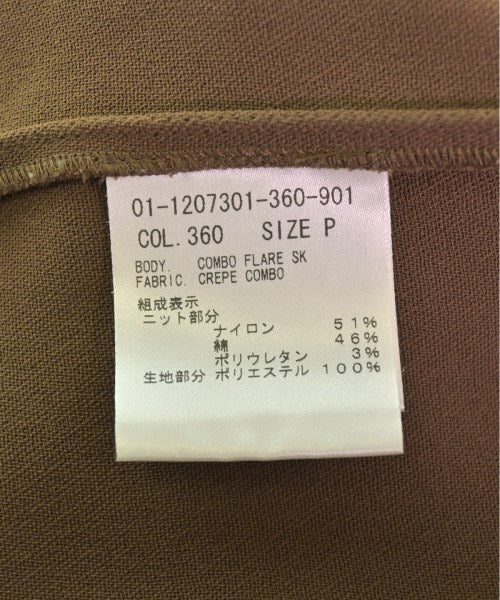 01-1207301-360-901
COL.360 SIZE P
BODY. COMBO FLARE SK
FABRIC. CREPE COMBO
組成表示
ニット部分
ナイロン 51%
綿 46%
ポリウレタン 3%
生地部分 ポリエステル 100%